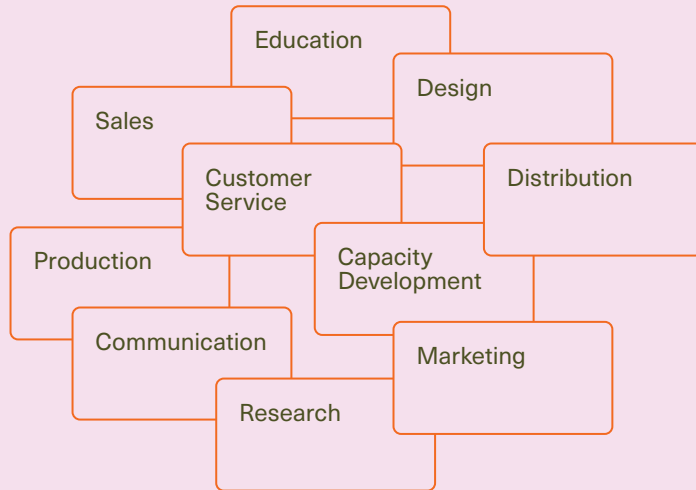 Education
Design
Sales
Customer
Service
Distribution
Production
Capacity
Development
Communication
Marketing
Research